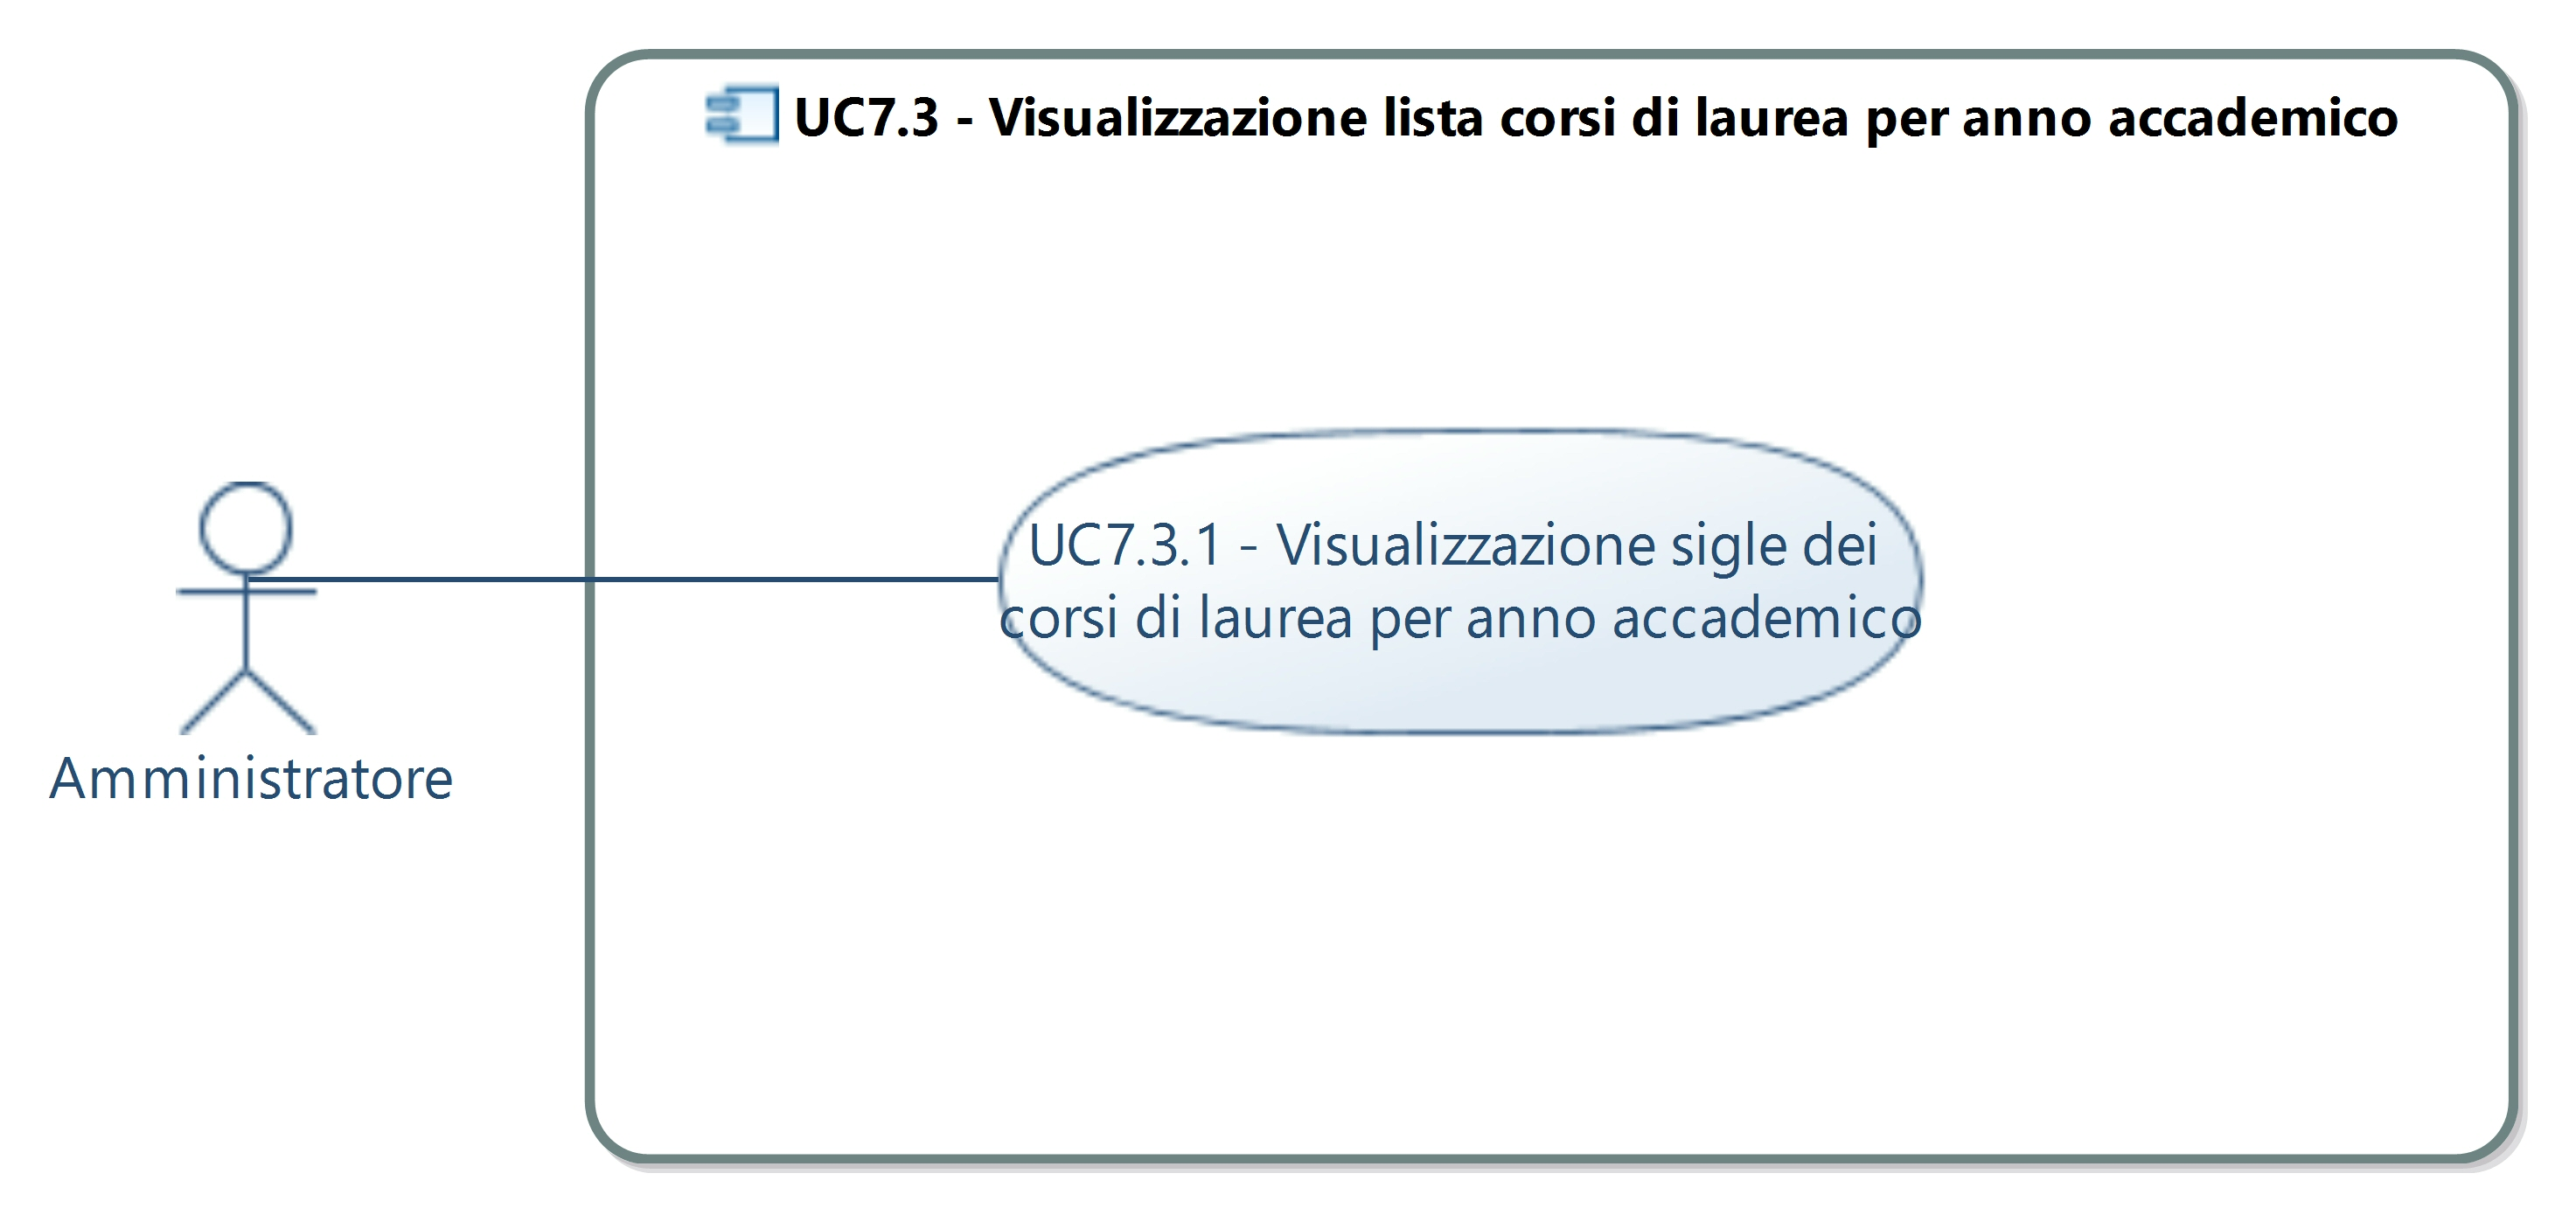 UC7.3 - Visualizzazione lista corsi di laurea per anno accademico
UC7.3.1 - Visualizzazione sigle dei
corsi di laurea per anno accademico
Amministratore